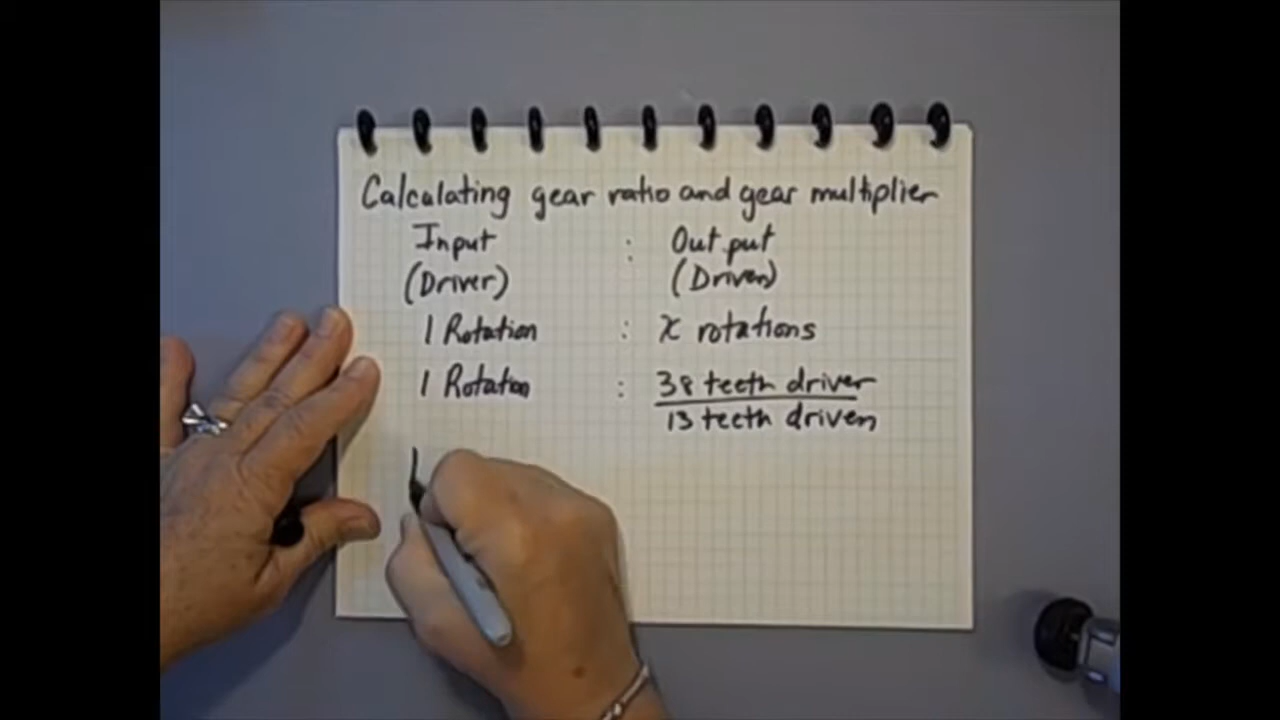 Calculating gear ratio and gear multiplier
Input : Output
(Driver) (Driven)
1 Rotation : x rotations
1 Rotation : 38 teeth driver
13 teeth driven